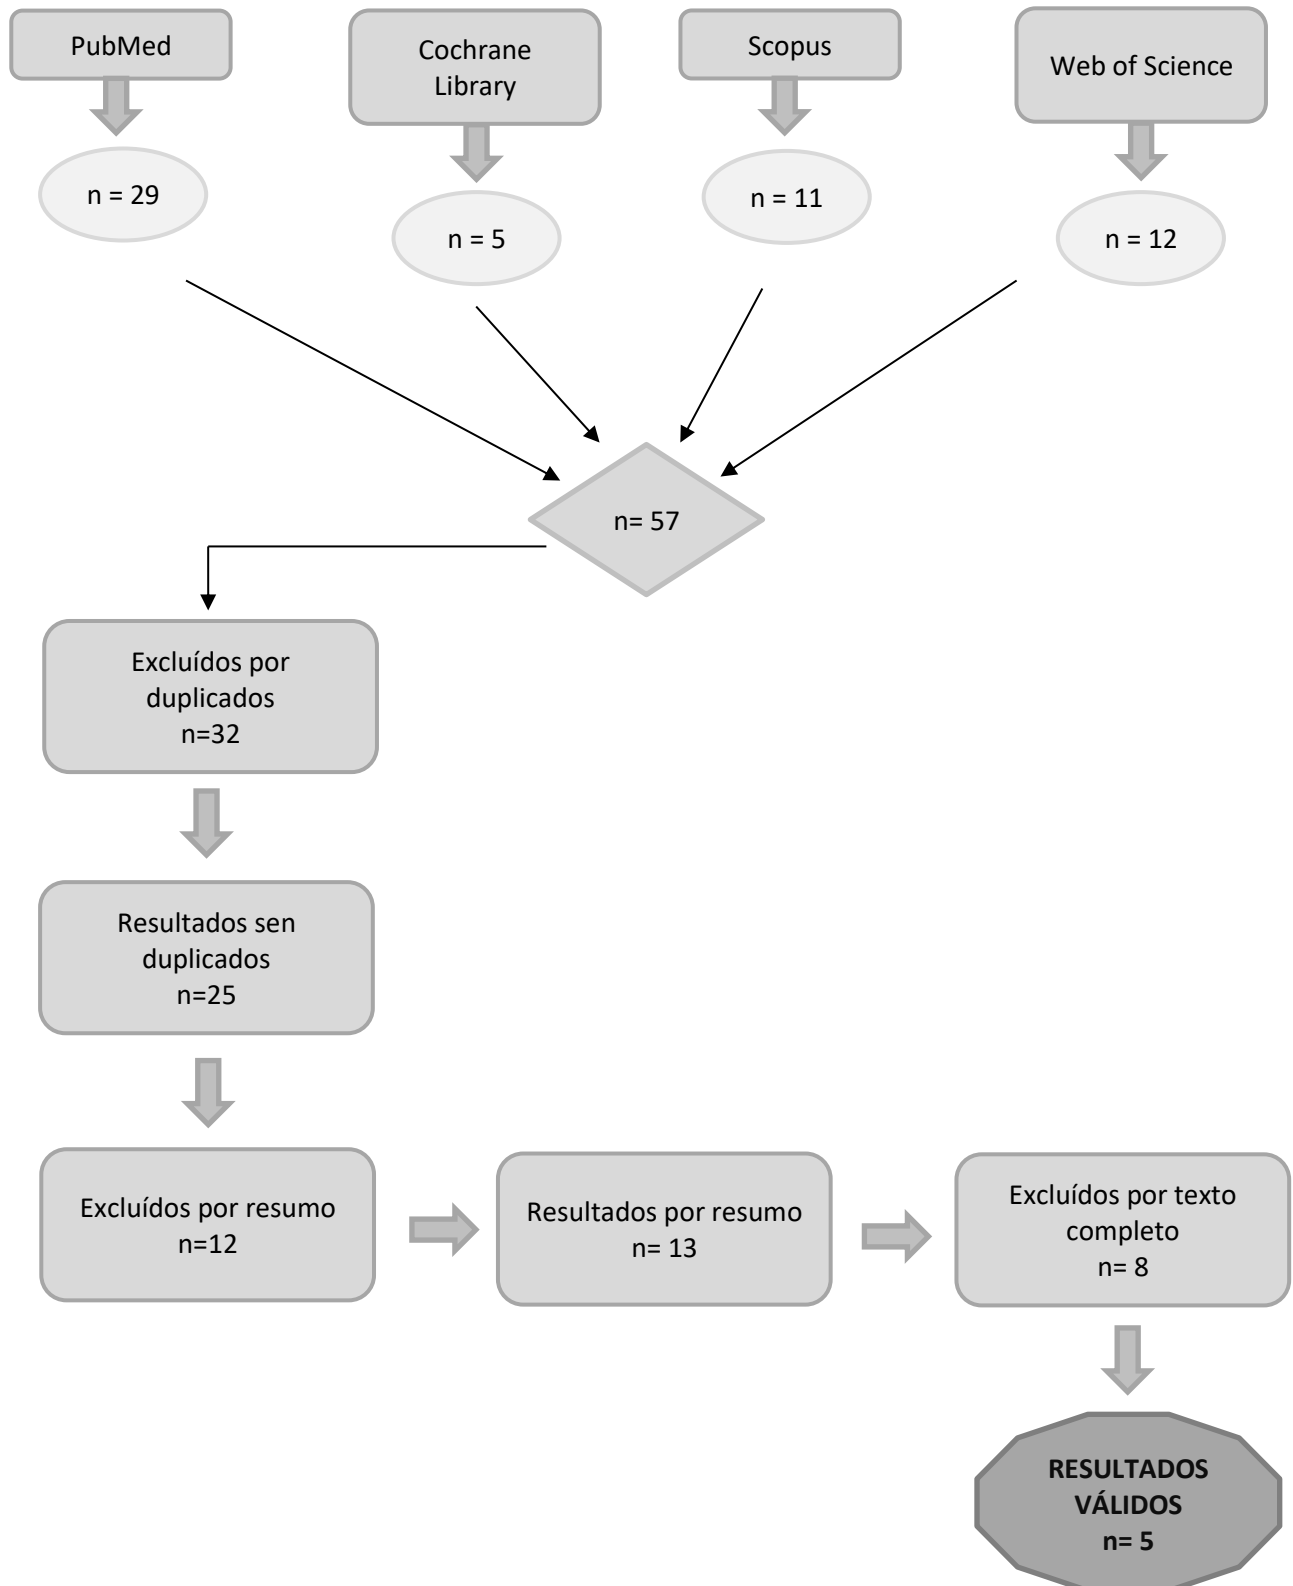 PubMed
Cochrane
Library
Scopus
Web of Science
n = 29
n = 5
n = 11
n = 12
n= 57
Excluídos por
duplicados
n=32
Resultados sen
duplicados
n=25
Excluídos por resumo
n=12
Resultados por resumo
n= 13
Excluídos por texto
completo
n= 8
RESULTADOS
VÁLIDOS
n= 5